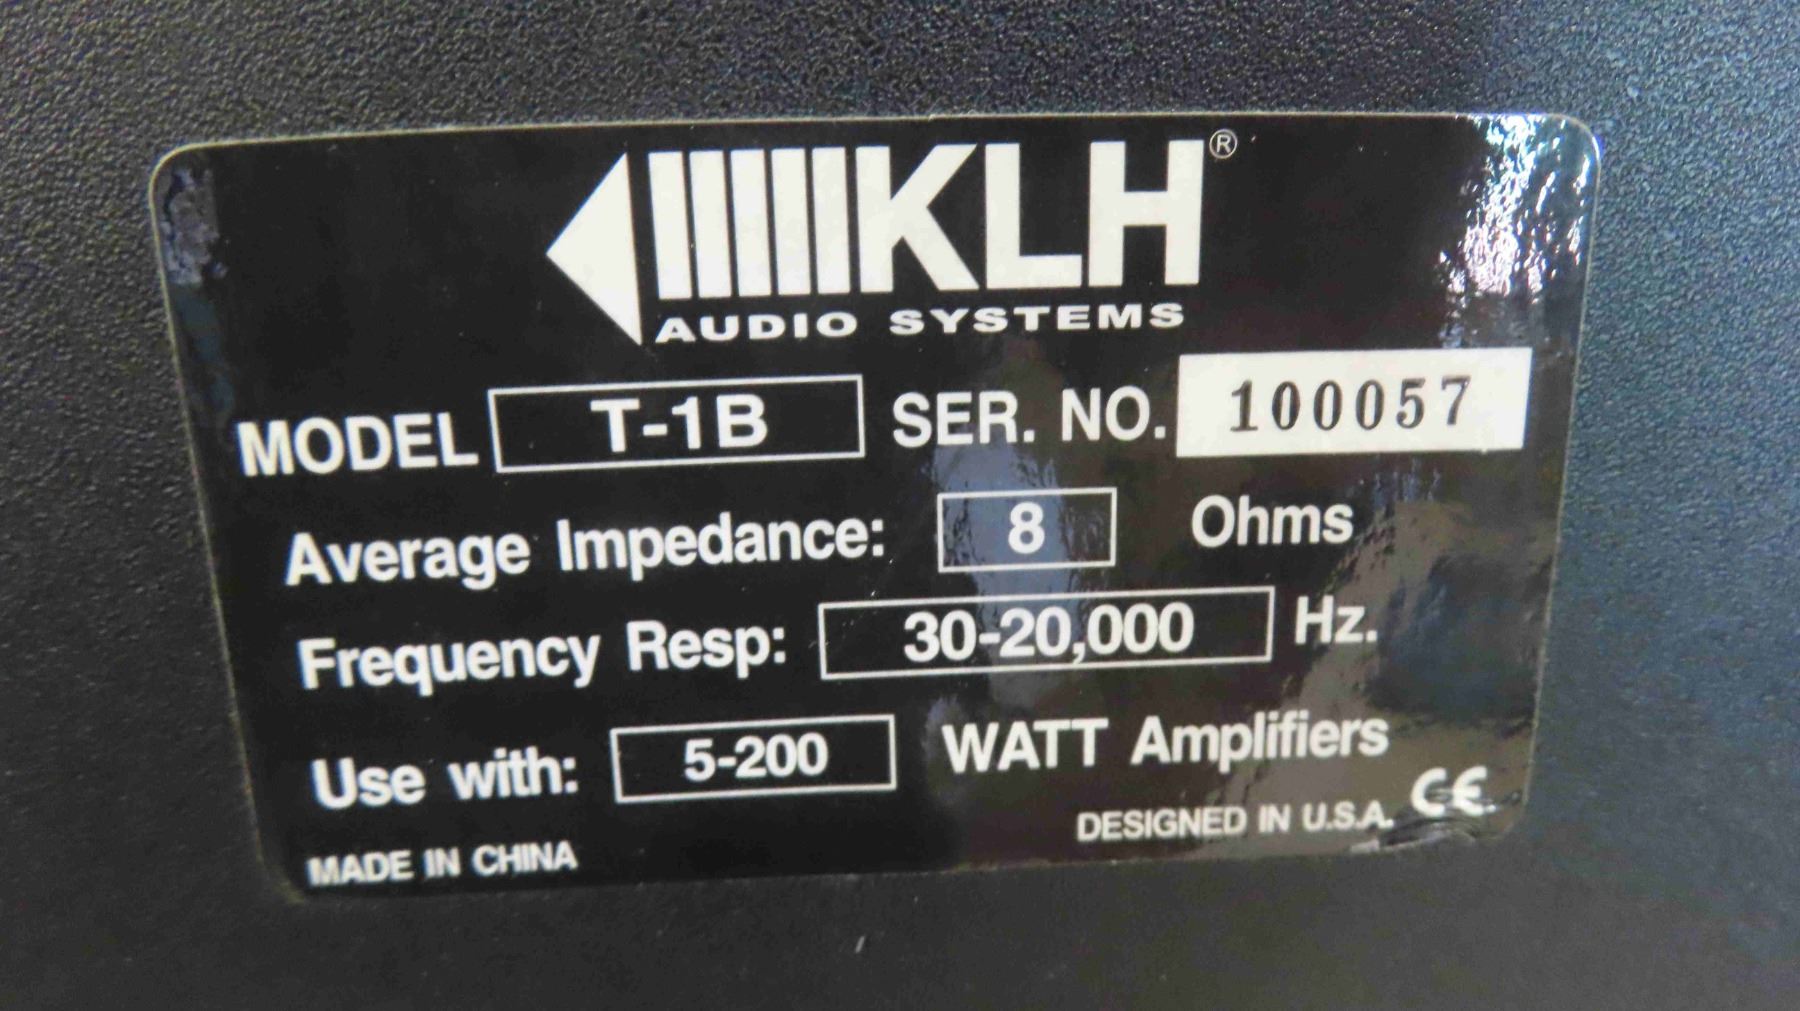 KLH®
AUDIO SYSTEMS
MODEL T-1B SER. NO. 100057
Average Impedance: 8 Ohms
Frequency Resp: 30-20,000 Hz.
Use with: 5-200 WATT Amplifiers
DESIGNED IN U.S.A. CE
MADE IN CHINA